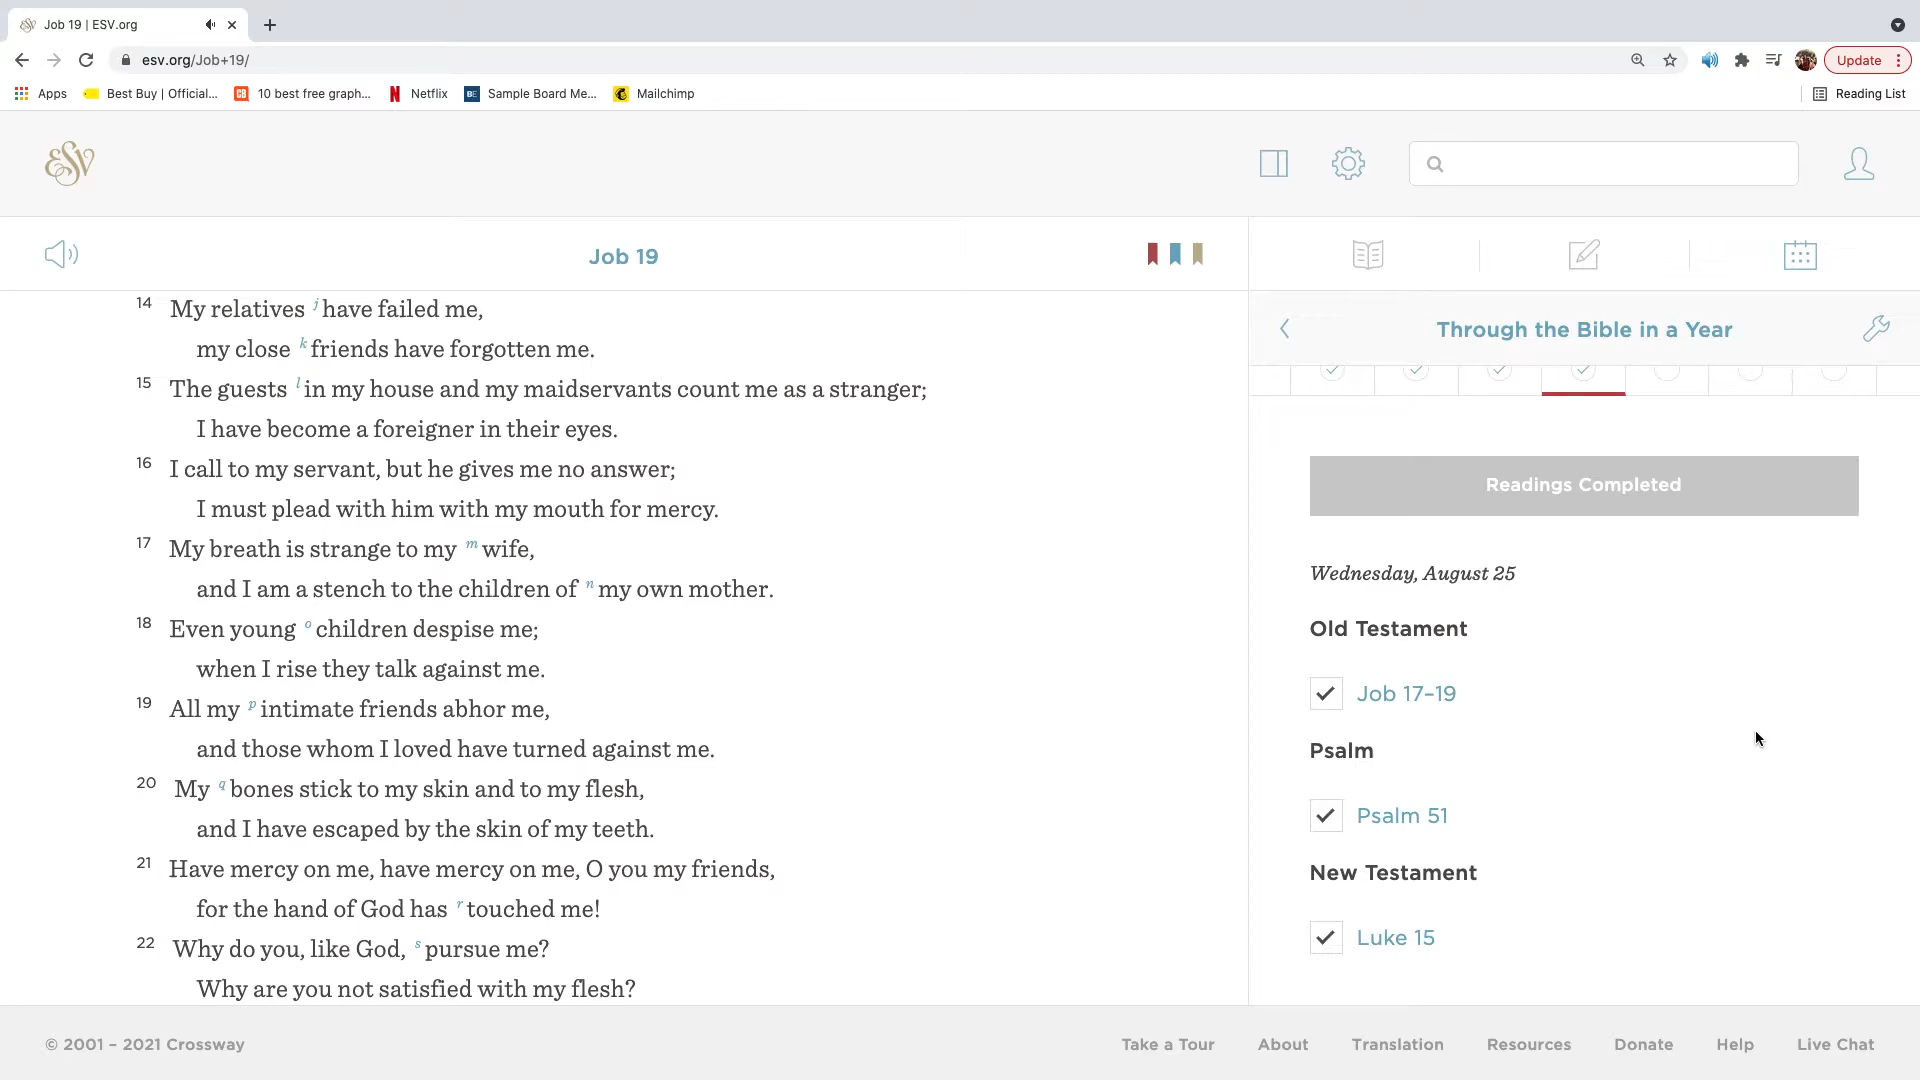 Job 19 | ESV.org
esv.org/Job+19/
Update
Apps
Best Buy | Official...
10 best free graph...
Netflix
Sample Board Me...
Mailchimp
Reading List
ESV
Job 19
14 My relatives j have failed me,
my close k friends have forgotten me.
15 The guests l in my house and my maidservants count me as a stranger;
I have become a foreigner in their eyes.
16 I call to my servant, but he gives me no answer;
I must plead with him with my mouth for mercy.
17 My breath is strange to my m wife,
and I am a stench to the children of n my own mother.
18 Even young o children despise me;
when I rise they talk against me.
19 All my p intimate friends abhor me,
and those whom I loved have turned against me.
20 My q bones stick to my skin and to my flesh,
and I have escaped by the skin of my teeth.
21 Have mercy on me, have mercy on me, O you my friends,
for the hand of God has r touched me!
22 Why do you, like God, s pursue me?
Why are you not satisfied with my flesh?
Through the Bible in a Year
Readings Completed
Wednesday, August 25
Old Testament
Job 17–19
Psalm
Psalm 51
New Testament
Luke 15
© 2001 – 2021 Crossway
Take a Tour
About
Translation
Resources
Donate
Help
Live Chat